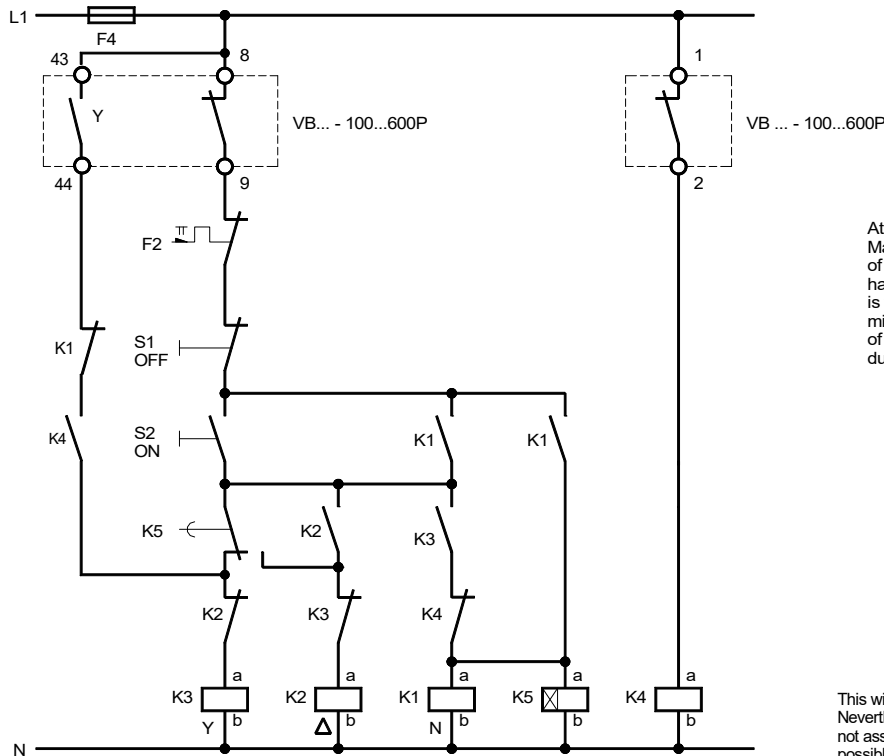 L1
F4
43
8
1
Y
VB... - 100...600P
VB ... - 100...600P
44
9
2
F2
At
Ma
of
ha
is
mi
of
du
K1
S1
OFF
K4
S2
ON
K1
K1
K5
K2
K3
K2
K3
K4
a
a
a
a
a
K3
K2
K1
K5
K4
b
b
b
b
b
Y
Δ
N
This wi
Neverth
not ass
possibl
N